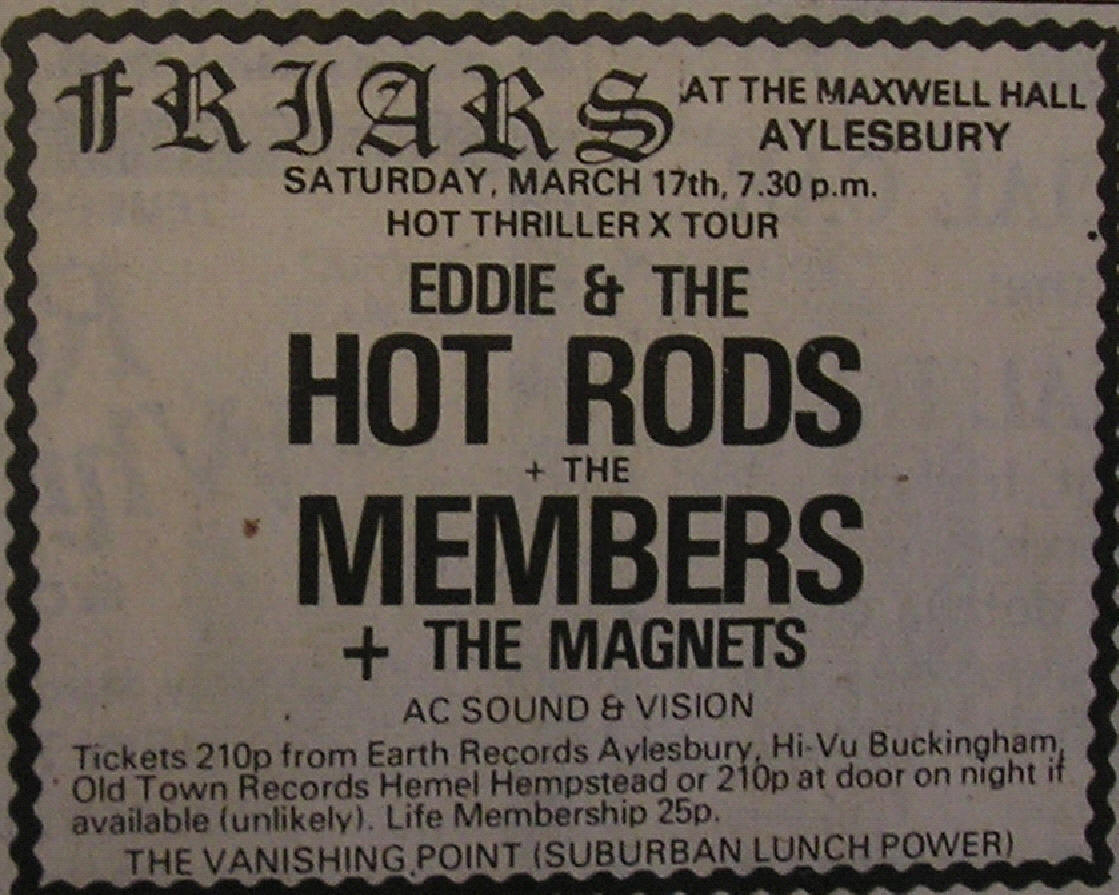 FRIARS AT THE MAXWELL HALL
AYLESBURY
SATURDAY, MARCH 17th, 7.30 p.m.
HOT THRILLER X TOUR
EDDIE & THE
HOT RODS
+ THE
MEMBERS
+ THE MAGNETS
AC SOUND & VISION
Tickets 210p from Earth Records Aylesbury, Hi-Vu Buckingham,
Old Town Records Hemel Hempstead or 210p at door on night if
available (unlikely). Life Membership 25p.
THE VANISHING POINT (SUBURBAN LUNCH POWER)